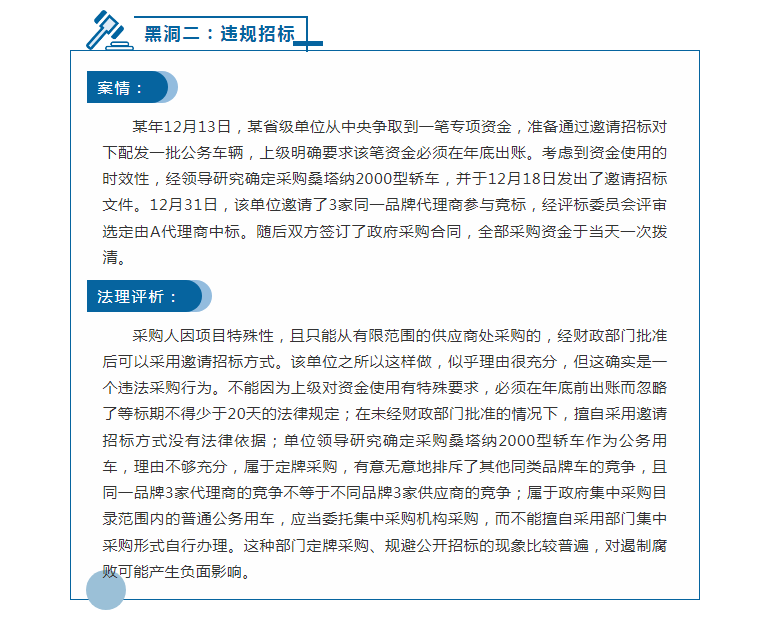 黑洞二：违规招标
案情：
某年12月13日，某省级单位从中央争取到一笔专项资金，准备通过邀请招标对
下配发一批公务车辆，上级明确要求该笔资金必须在年底出账。考虑到资金使用的
时效性，经领导研究确定采购桑塔纳2000型轿车，并于12月18日发出了邀请招标
文件。12月31日，该单位邀请了3家同一品牌代理商参与竞标，经评标委员会评审
选定由A代理商中标。随后双方签订了政府采购合同，全部采购资金于当天一次拨
清。
法理评析：
采购人因项目特殊性，且只能从有限范围的供应商处采购的，经财政部门批准
后可以采用邀请招标方式。该单位之所以这样做，似乎理由很充分，但这确实是一
个违法采购行为。不能因为上级对资金使用有特殊要求，必须在年底前出账而忽略
了等标期不得少于20天的法律规定；在未经财政部门批准的情况下，擅自采用邀请
招标方式没有法律依据；单位领导研究确定采购桑塔纳2000型轿车作为公务用
车，理由不够充分，属于定牌采购，有意无意地排斥了其他同类品牌车的竞争，且
同一品牌3家代理商的竞争不等于不同品牌3家供应商的竞争；属于政府集中采购目
录范围内的普通公务用车，应当委托集中采购机构采购，而不能擅自采用部门集中
采购形式自行办理。这种部门定牌采购、规避公开招标的现象比较普遍，对遏制腐
败可能产生负面影响。